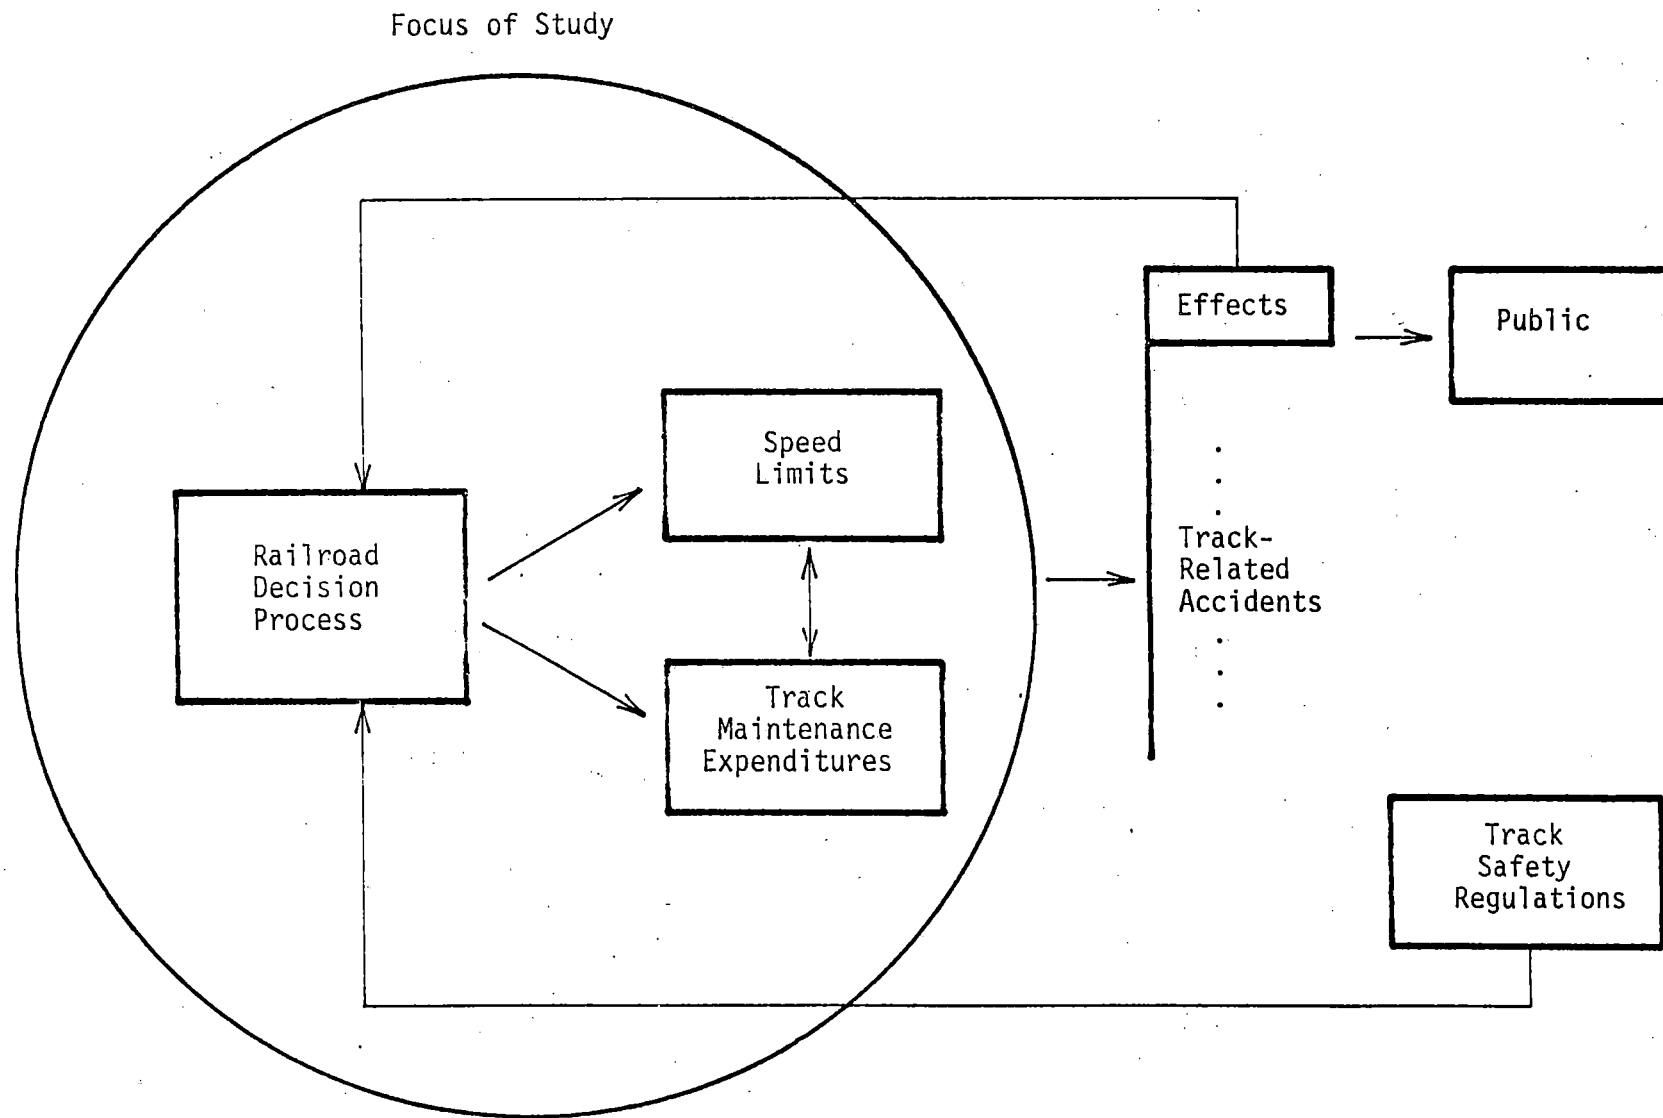 Focus of Study
Effects
Public
Speed
Limits
Railroad
Decision
Process
Track-
Related
Accidents
Track
Maintenance
Expenditures
Track
Safety
Regulations